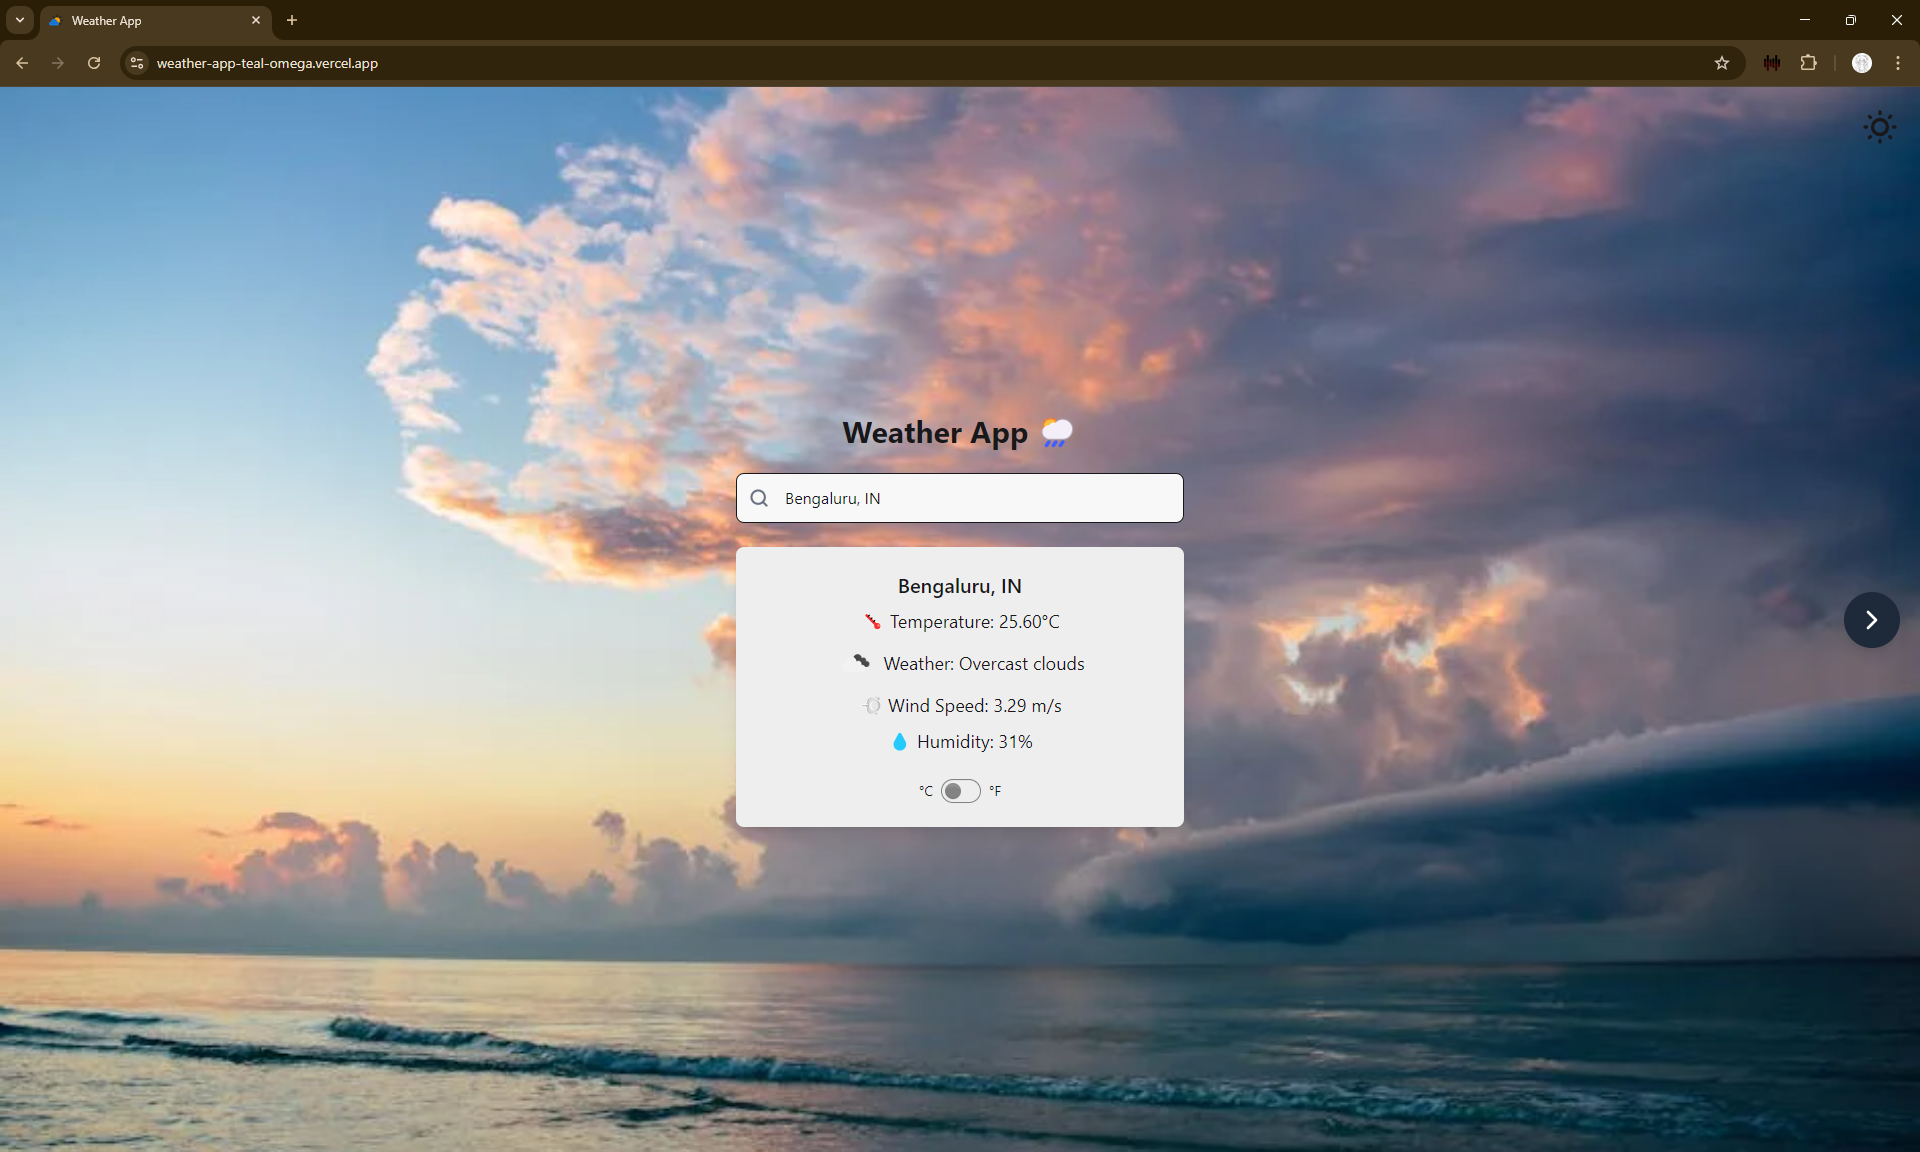 Weather App
weather-app-teal-omega.vercel.app
Weather App
Bengaluru, IN
Bengaluru, IN
Temperature: 25.60°C
Weather: Overcast clouds
Wind Speed: 3.29 m/s
Humidity: 31%
°C °F